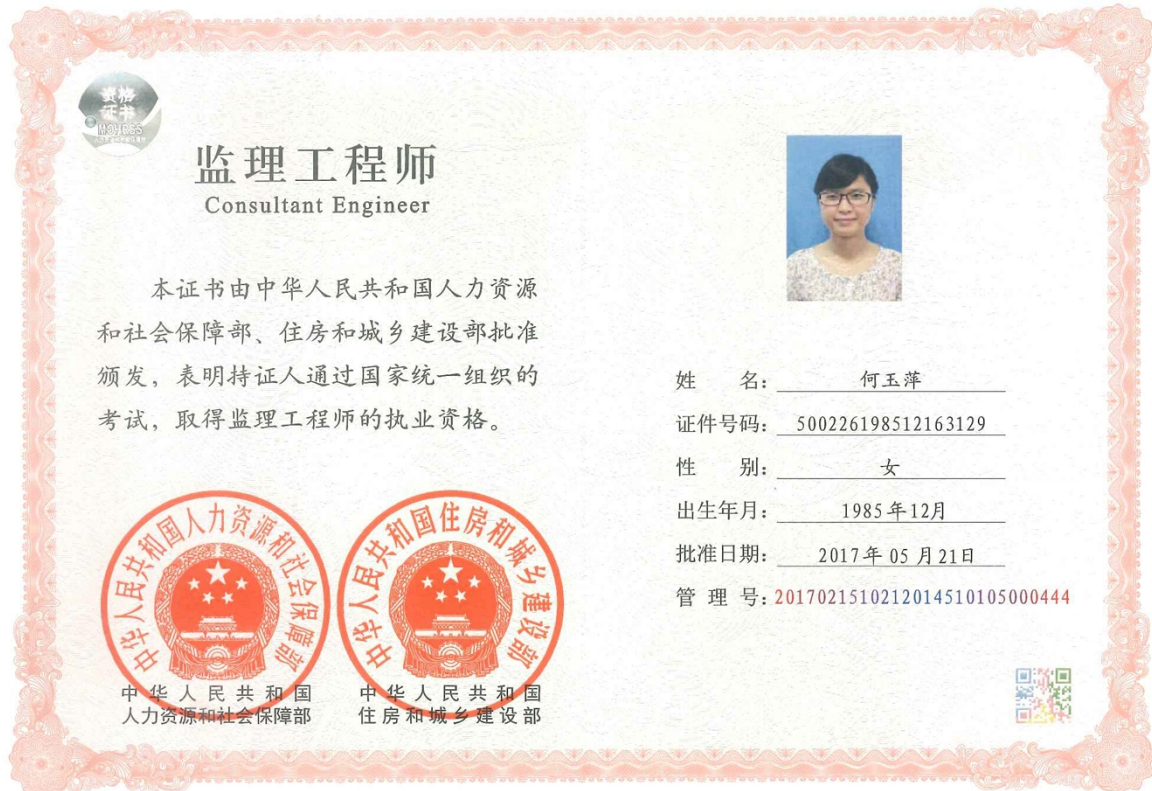 资格
证书
MOHRSS
监理工程师
Consultant Engineer
本证书由中华人民共和国人力资源
和社会保障部、住房和城乡建设部批准
颁发，表明持证人通过国家统一组织的
考试，取得监理工程师的执业资格。
中华人民共和国人力资源和社会保障部
中华人民共和国住房和城乡建设部
中华人民共和国
人力资源和社会保障部
中华人民共和国
住房和城乡建设部
姓 名：何玉萍
证件号码：500226198512163129
性 别：女
出生年月：1985年12月
批准日期：2017年05月21日
管 理 号：2017021510212014510105000444